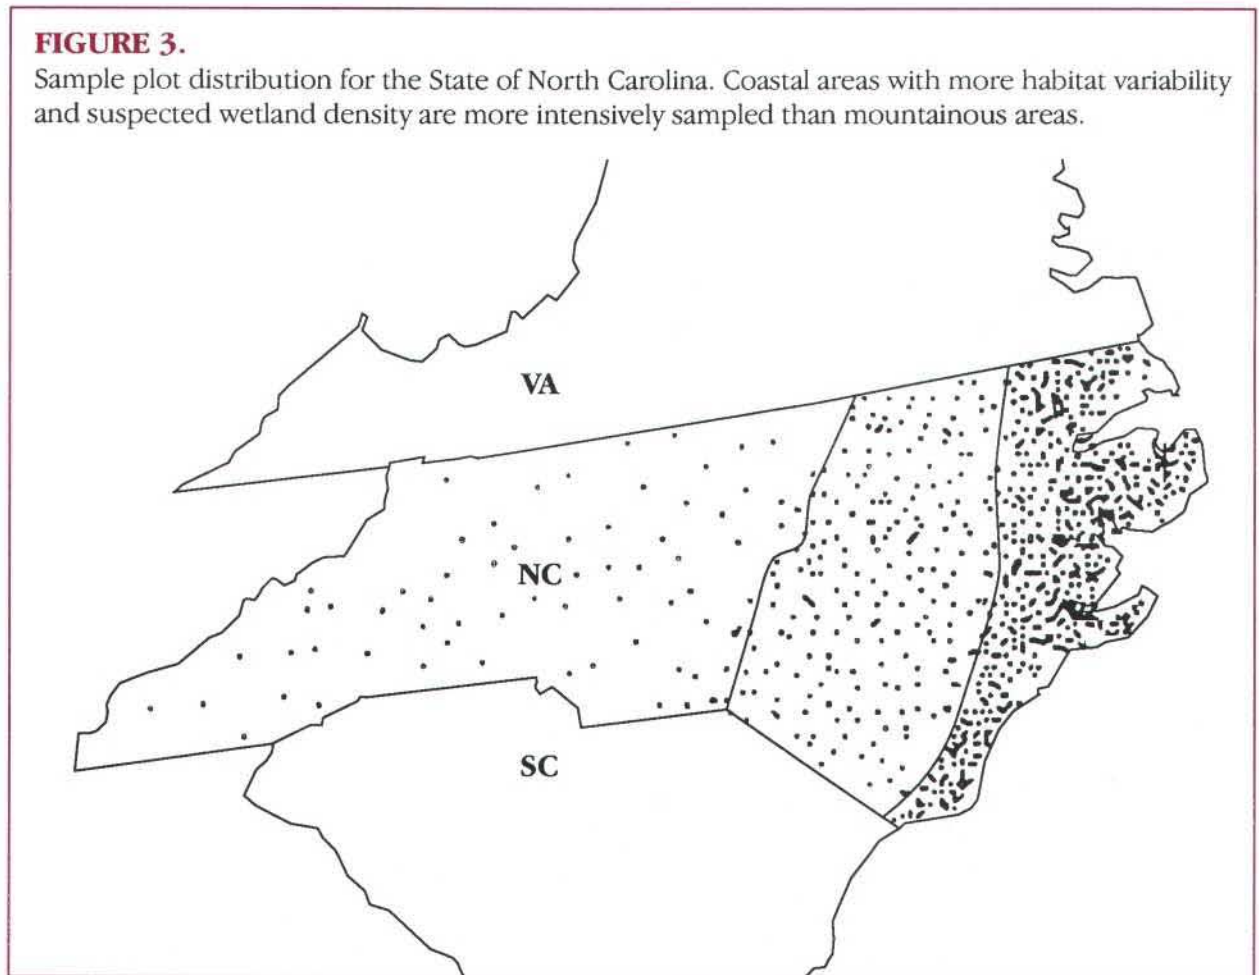 FIGURE 3.
Sample plot distribution for the State of North Carolina. Coastal areas with more habitat variability
and suspected wetland density are more intensively sampled than mountainous areas.
VA
NC
SC